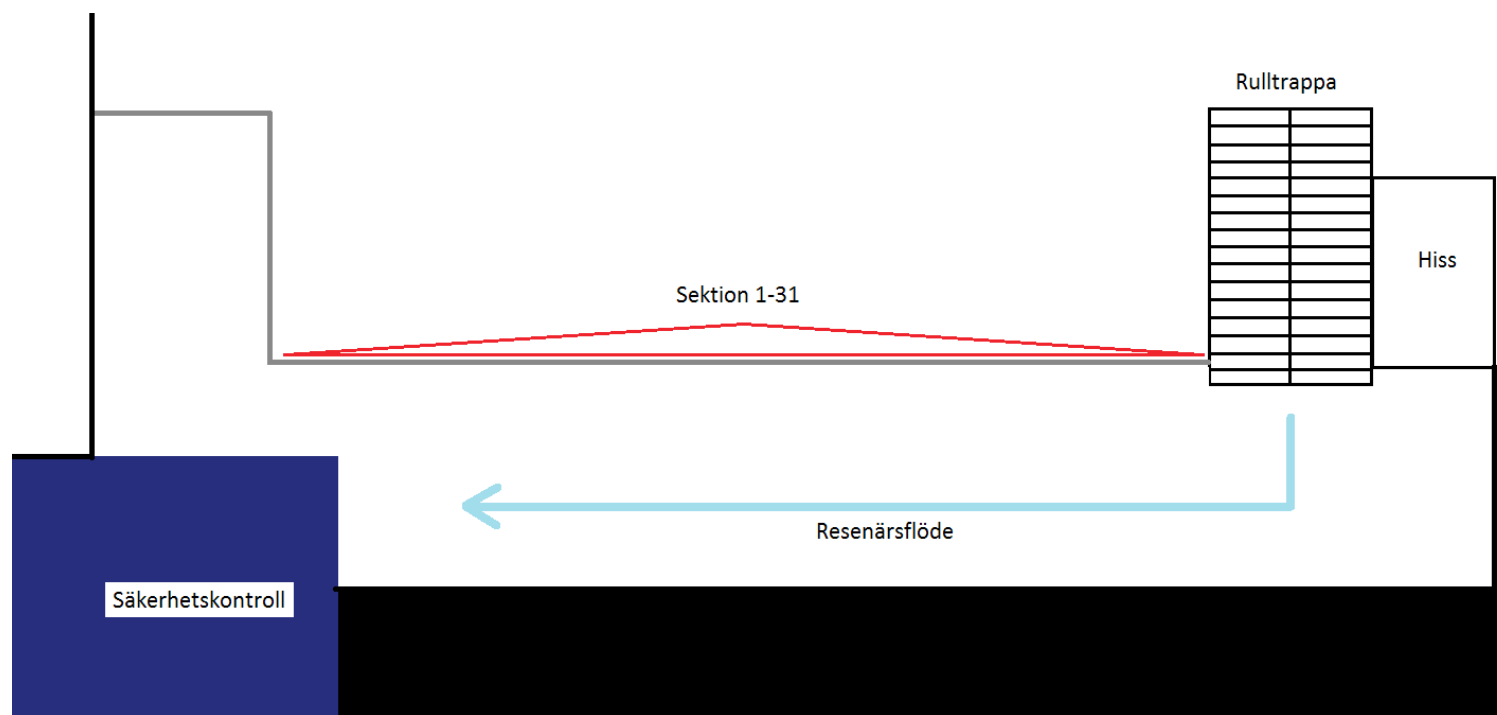 Rulltrappa
Hiss
Sektion 1-31
Resenärsflöde
Säkerhetskontroll